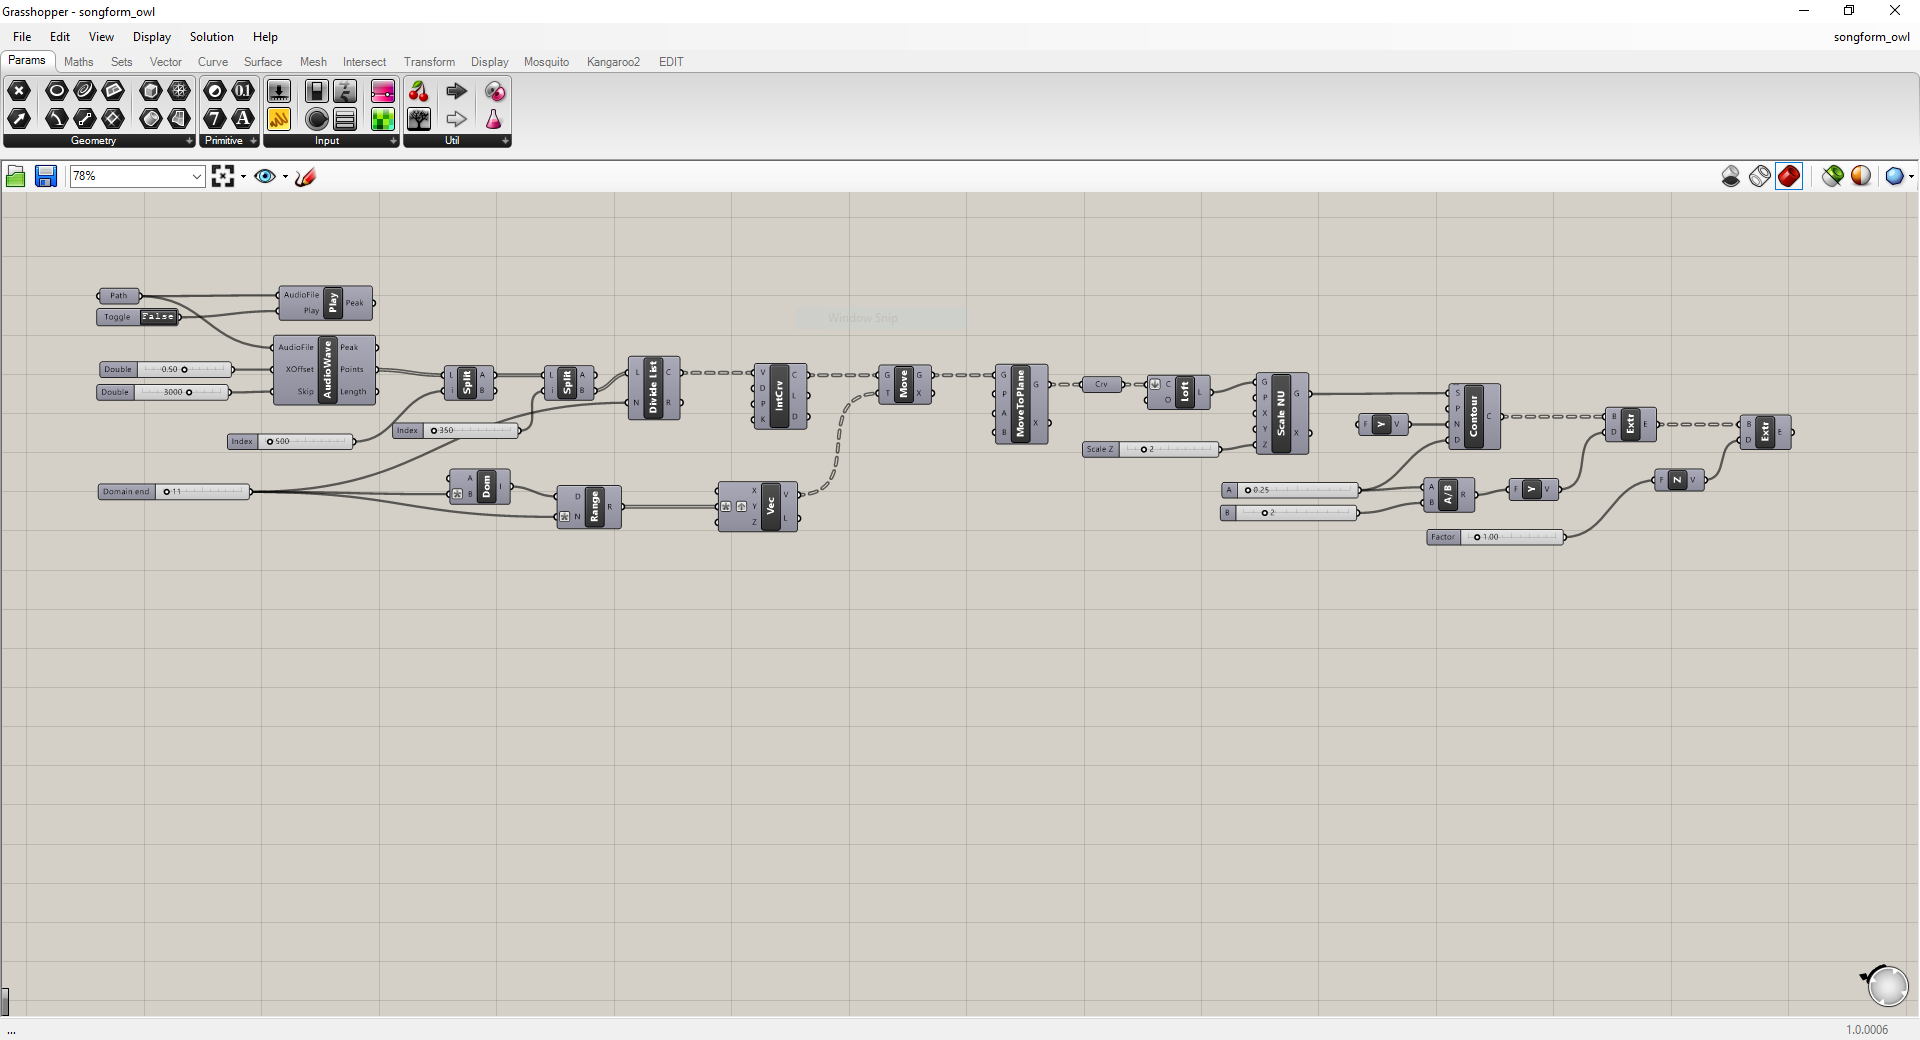 Grasshopper - songform_owl
File Edit View Display Solution Help songform_owl
Params Maths Sets Vector Curve Surface Mesh Intersect Transform Display Mosquito Kangaroo2 EDIT
Geometry Primitive Input Util
78%
Path
Toggle False
AudioFile Play Play Peak
AudioFile XOffset Skip AudioWave Peak Points Length
Double 0.50
Double 3000
Index 500
Index 350
Domain end 11
L i Split A B
L i Split A B
L N Divide List C R
A B Dom I
D N Range R
X Y Z Vec V L
V D P K IntCrv C L D
G T Move G X
G P A B MoveToPlane G X
Crv
C O Loft L
Scale Z 2
G P X Y Z Scale NU G X
F Y V
S P N D Contour C
A 0.25
B 2
A B A/B R
F Y V
Factor 1.00
B D Extr E
F Z V
B D Extr E
Window Snip
...
1.0.0006